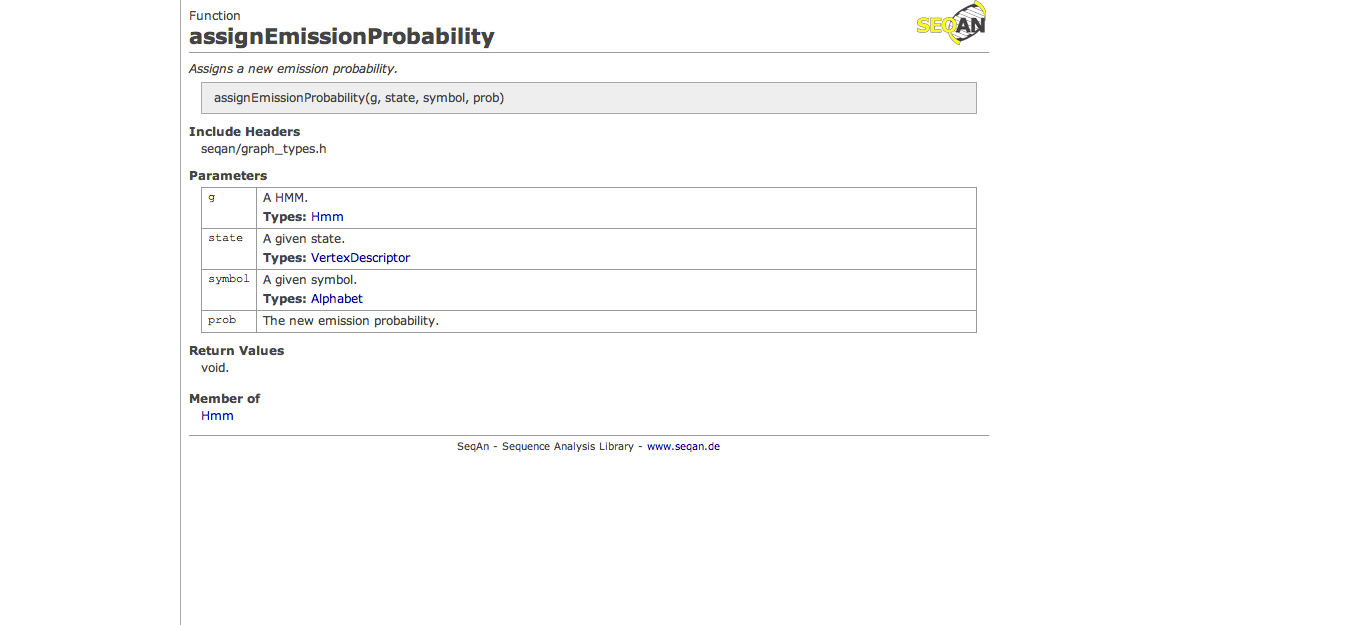 Function
SEQAN
assignEmissionProbability
Assigns a new emission probability.
assignEmissionProbability(g, state, symbol, prob)
Include Headers
seqan/graph_types.h
Parameters
g
A HMM.
Types: Hmm
state
A given state.
Types: VertexDescriptor
symbol
A given symbol.
Types: Alphabet
prob
The new emission probability.
Return Values
void.
Member of
Hmm
SeqAn - Sequence Analysis Library - www.seqan.de